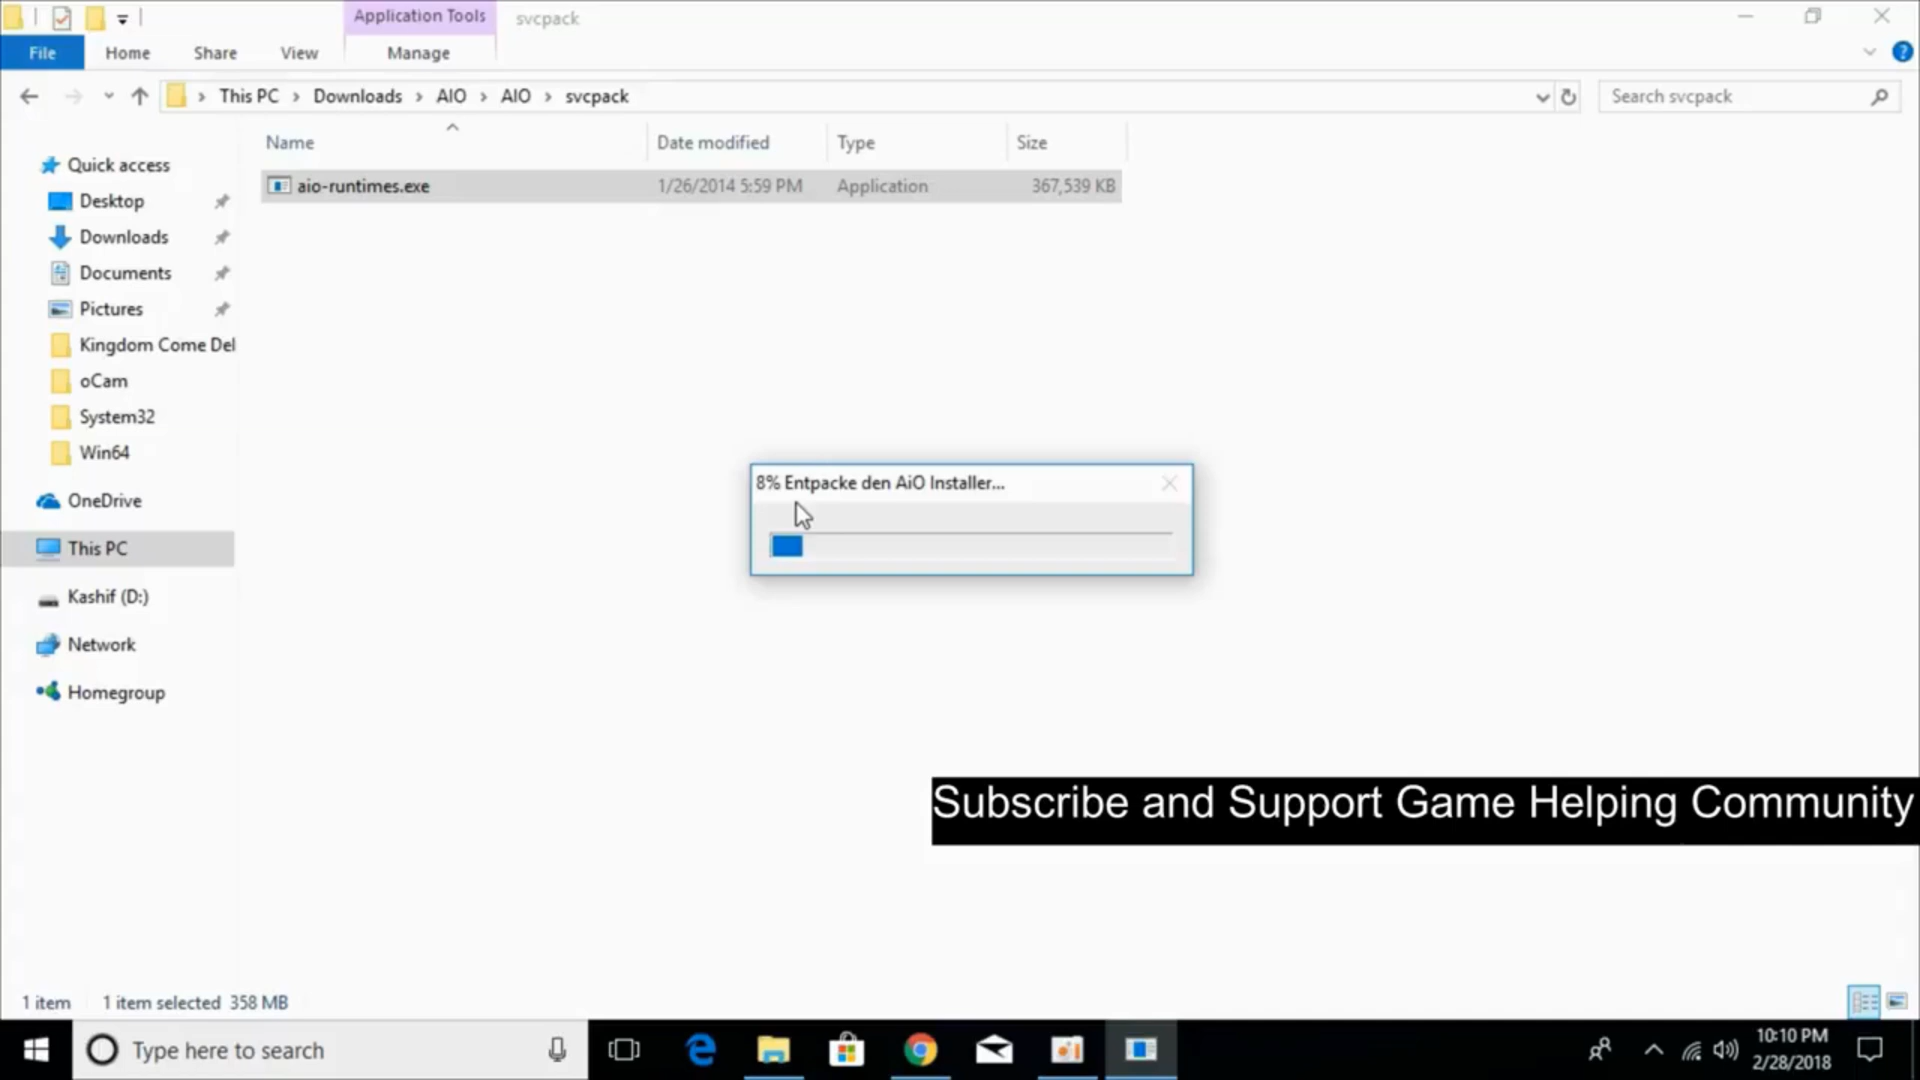 Application Tools
svcpack
File
Home
Share
View
Manage
This PC > Downloads > AIO > AIO > svcpack
Search svcpack
Name
Date modified
Type
Size
aio-runtimes.exe
1/26/2014 5:59 PM
Application
367,539 KB
Quick access
Desktop
Downloads
Documents
Pictures
Kingdom Come Del
oCam
System32
Win64
OneDrive
This PC
Kashif (D:)
Network
Homegroup
8% Entpacke den AiO Installer...
Subscribe and Support Game Helping Community
1 item
1 item selected 358 MB
Type here to search
10:10 PM
2/28/2018